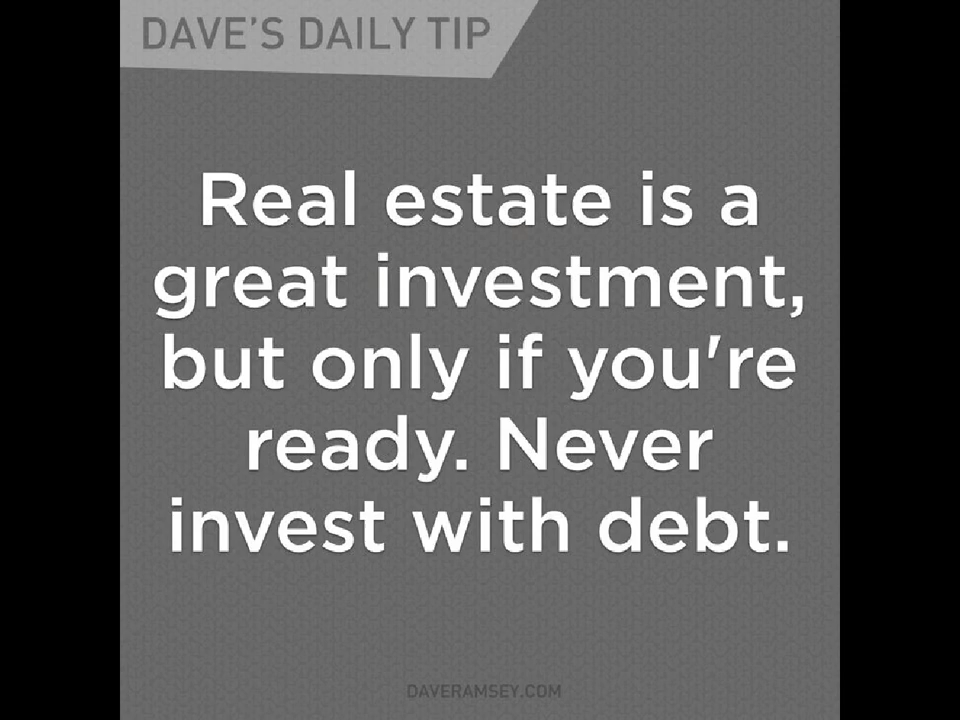 DAVE'S DAILY TIP
Real estate is a
great investment,
but only if you're
ready. Never
invest with debt.
DAVERAMSEY.COM